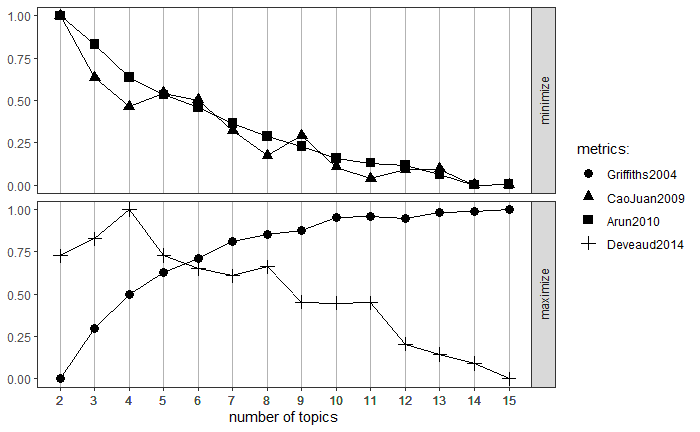 1.00
0.75
0.50
0.25
0.00
minimize
1.00
0.75
0.50
0.25
0.00
maximize
2 3 4 5 6 7 8 9 10 11 12 13 14 15
number of topics
metrics:
Griffiths2004
CaoJuan2009
Arun2010
Deveaud2014